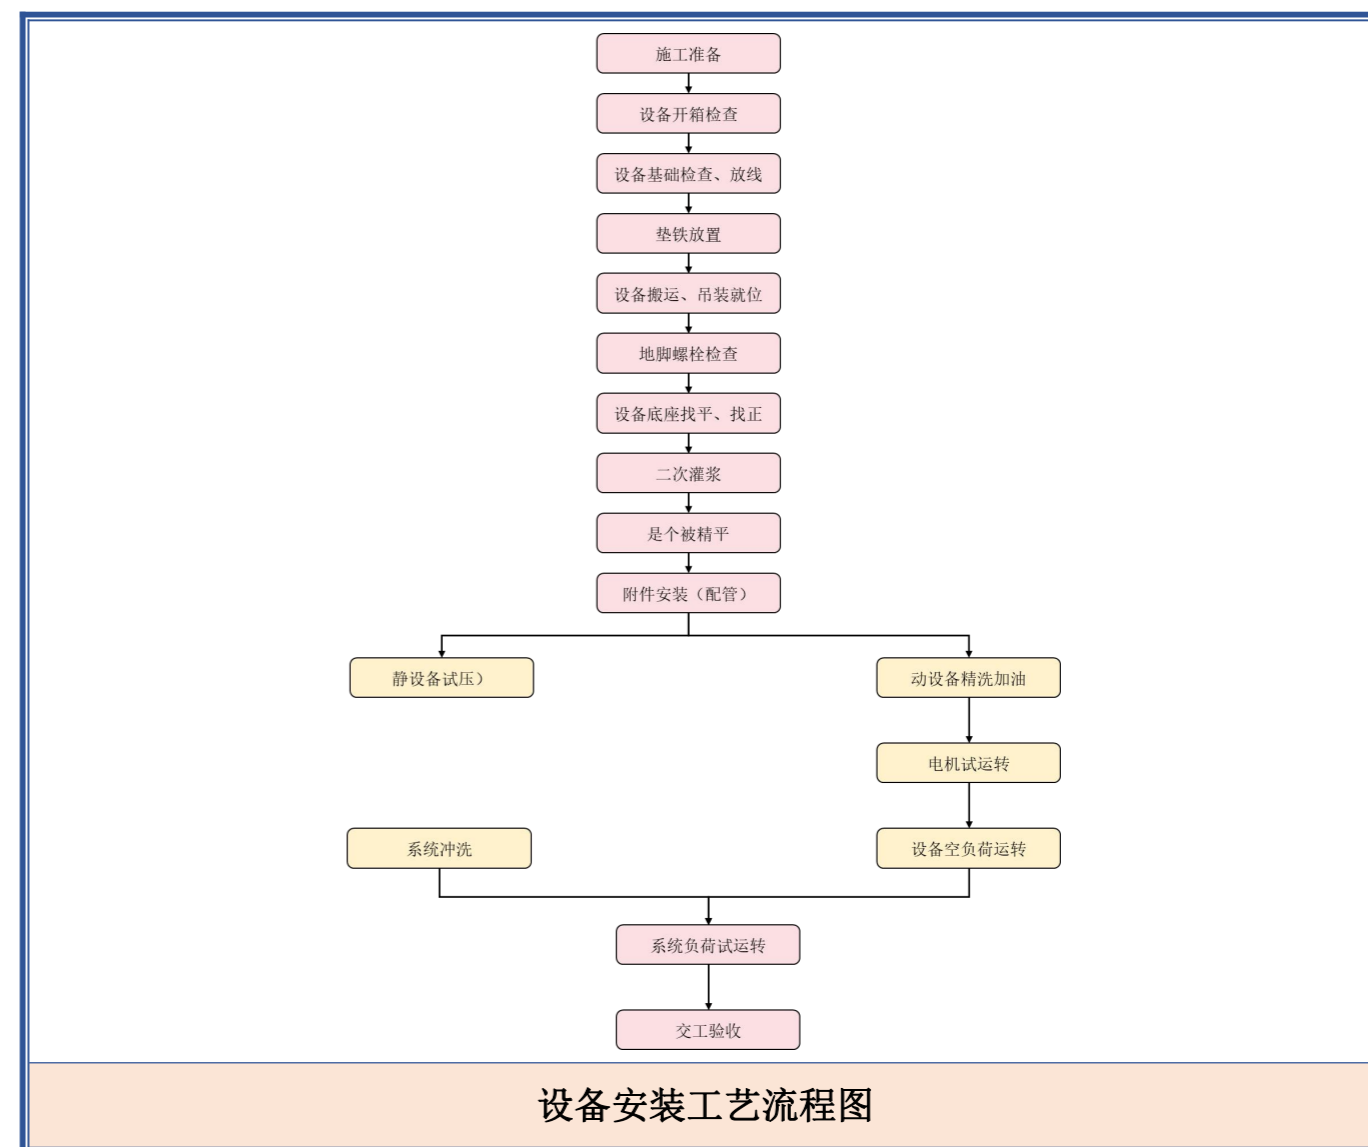 施工准备
设备开箱检查
设备基础检查、放线
垫铁放置
设备搬运、吊装就位
地脚螺栓检查
设备底座找平、找正
二次灌浆
是个被精平
附件安装（配管）
静设备试压）
动设备精洗加油
电机试运转
系统冲洗
设备空负荷运转
系统负荷试运转
交工验收
设备安装工艺流程图